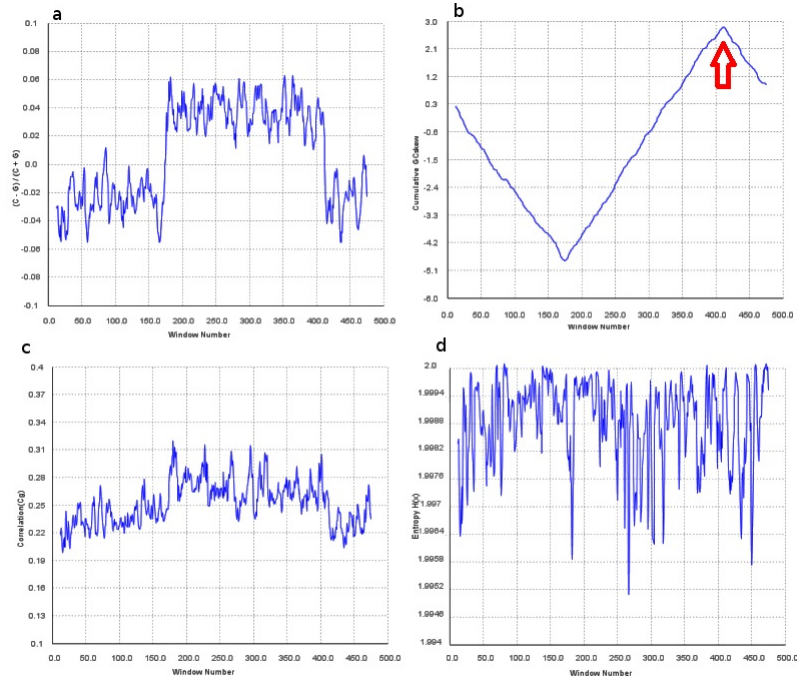 a
0.1
0.08
0.06
0.04
0.02
0.0
-0.02
-0.04
-0.06
-0.08
-0.1
(C - G) / (C + G)
0.0 50.0 100.0 150.0 200.0 250.0 300.0 350.0 400.0 450.0 500.0
Window Number
b
3.0
2.1
1.2
0.3
-0.6
-1.5
-2.4
-3.3
-4.2
-5.1
-6.0
Cumulative GCskew
0.0 50.0 100.0 150.0 200.0 250.0 300.0 350.0 400.0 450.0 500.0
Window Number
c
0.4
0.37
0.34
0.31
0.28
0.25
0.22
0.19
0.16
0.13
0.1
Correlation(Cg)
0.0 50.0 100.0 150.0 200.0 250.0 300.0 350.0 400.0 450.0 500.0
Window Number
d
2.0
1.9994
1.9988
1.9982
1.9976
1.997
1.9964
1.9958
1.9952
1.9946
1.994
Entropy H(x)
0.0 50.0 100.0 150.0 200.0 250.0 300.0 350.0 400.0 450.0 500.0
Window Number